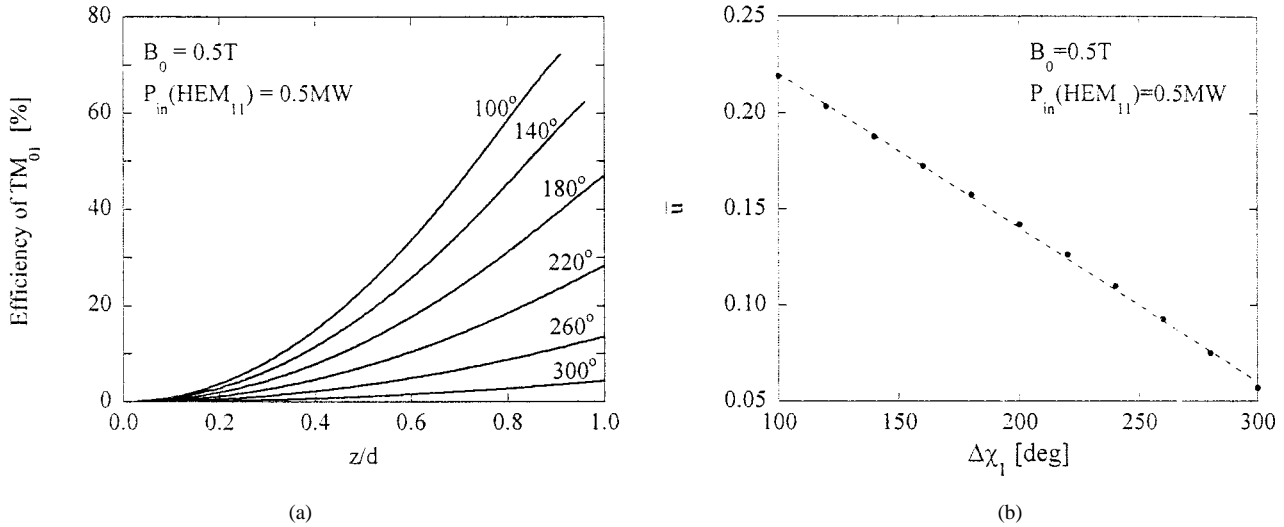 80
60
40
20
0
Efficiency of TM₀₁ [%]
B₀ = 0.5T
Pᵢₙ(HEM₁₁) = 0.5MW
100°
140°
180°
220°
260°
300°
0.0 0.2 0.4 0.6 0.8 1.0
z/d
(a)
0.25
0.20
0.15
0.10
0.05
u̅
B₀=0.5T
Pᵢₙ(HEM₁₁)=0.5MW
100 150 200 250 300
Δχ₁ [deg]
(b)